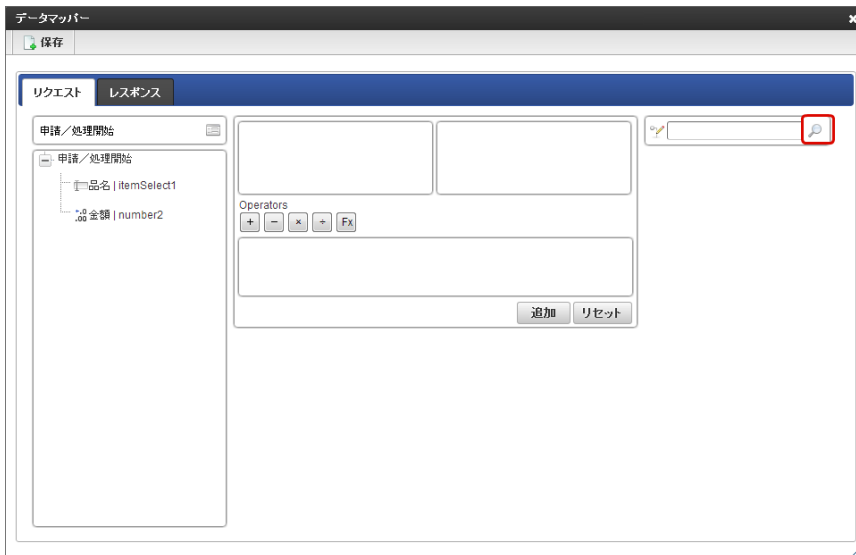 データマッパー
保存
リクエスト レスポンス
申請／処理開始
申請／処理開始
品名 | itemSelect1
金額 | number2
Operators
+ − × ÷ Fx
追加 リセット